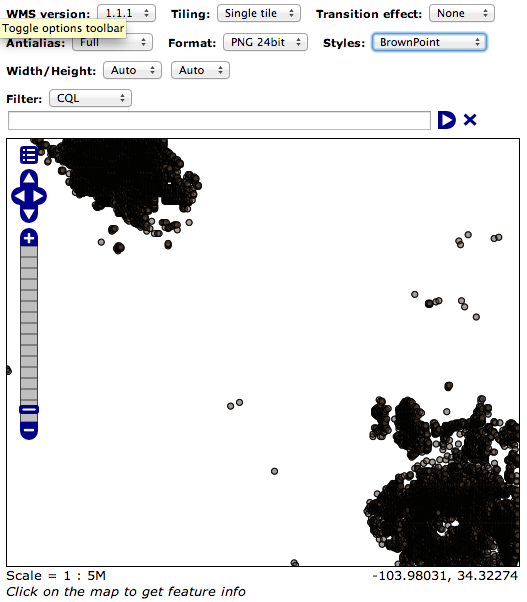 WMS version: 1.1.1 Tiling: Single tile Transition effect: None
Toggle options toolbar
Antialias: Full Format: PNG 24bit Styles: BrownPoint
Width/Height: Auto Auto
Filter: CQL
Scale = 1 : 5M -103.98031, 34.32274
Click on the map to get feature info